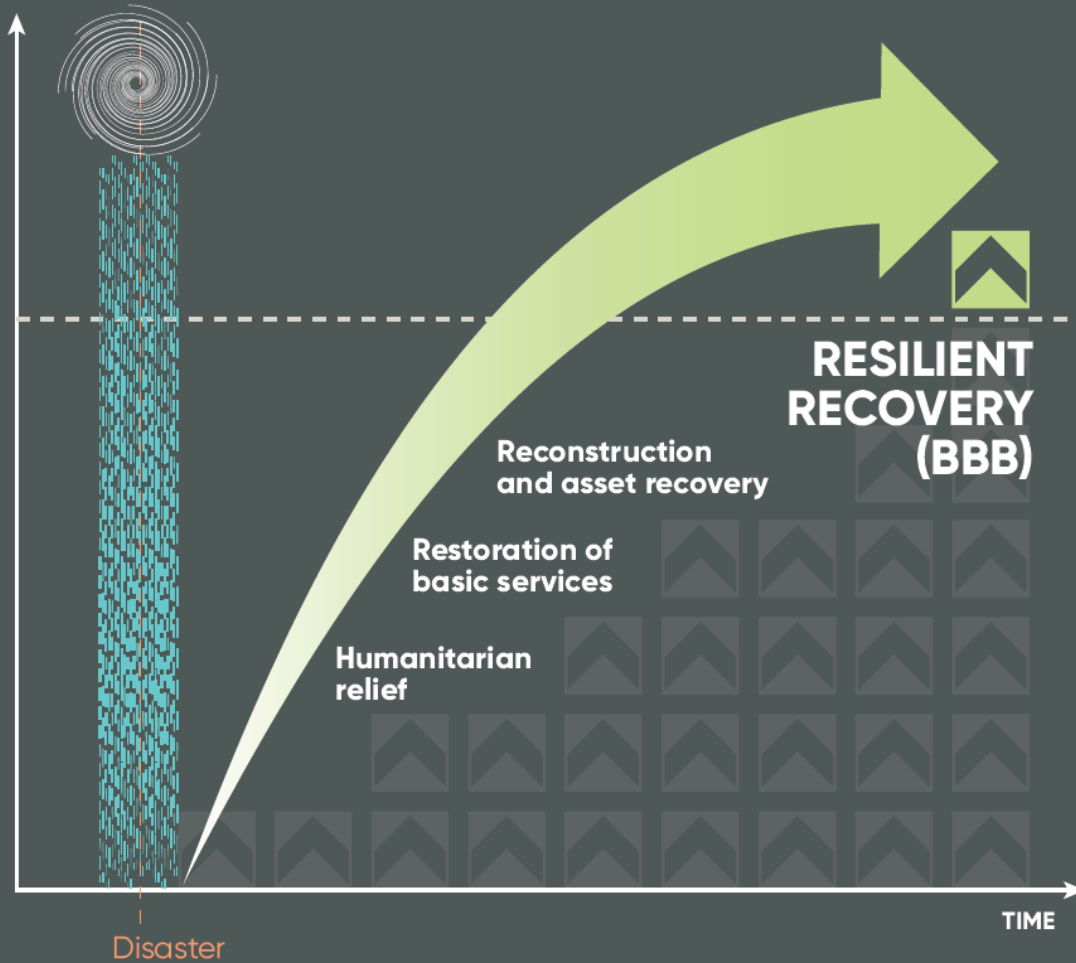 RESILIENT
RECOVERY
(BBB)
Reconstruction
and asset recovery
Restoration of
basic services
Humanitarian
relief
TIME
Disaster